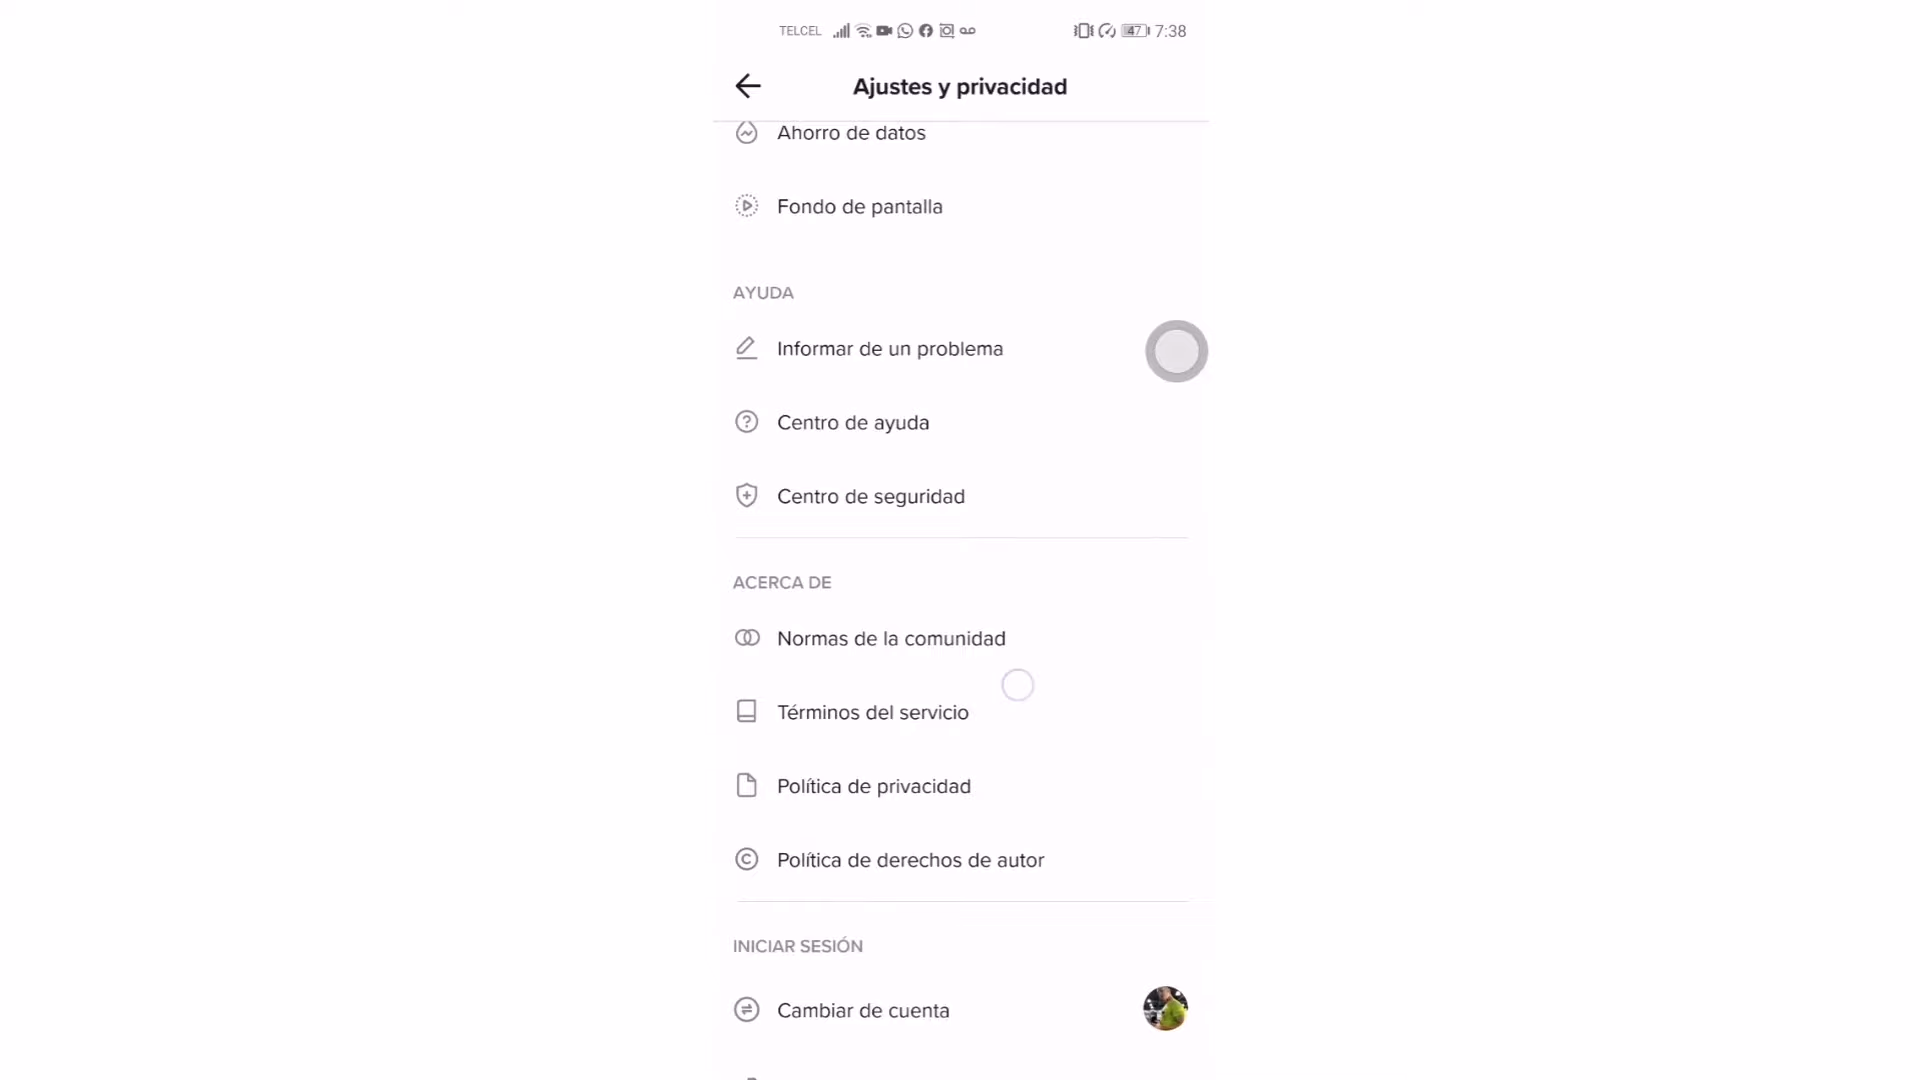 TELCEL 47 7:38
Ajustes y privacidad
Ahorro de datos
Fondo de pantalla
AYUDA
Informar de un problema
Centro de ayuda
Centro de seguridad
ACERCA DE
Normas de la comunidad
Términos del servicio
Política de privacidad
Política de derechos de autor
INICIAR SESIÓN
Cambiar de cuenta